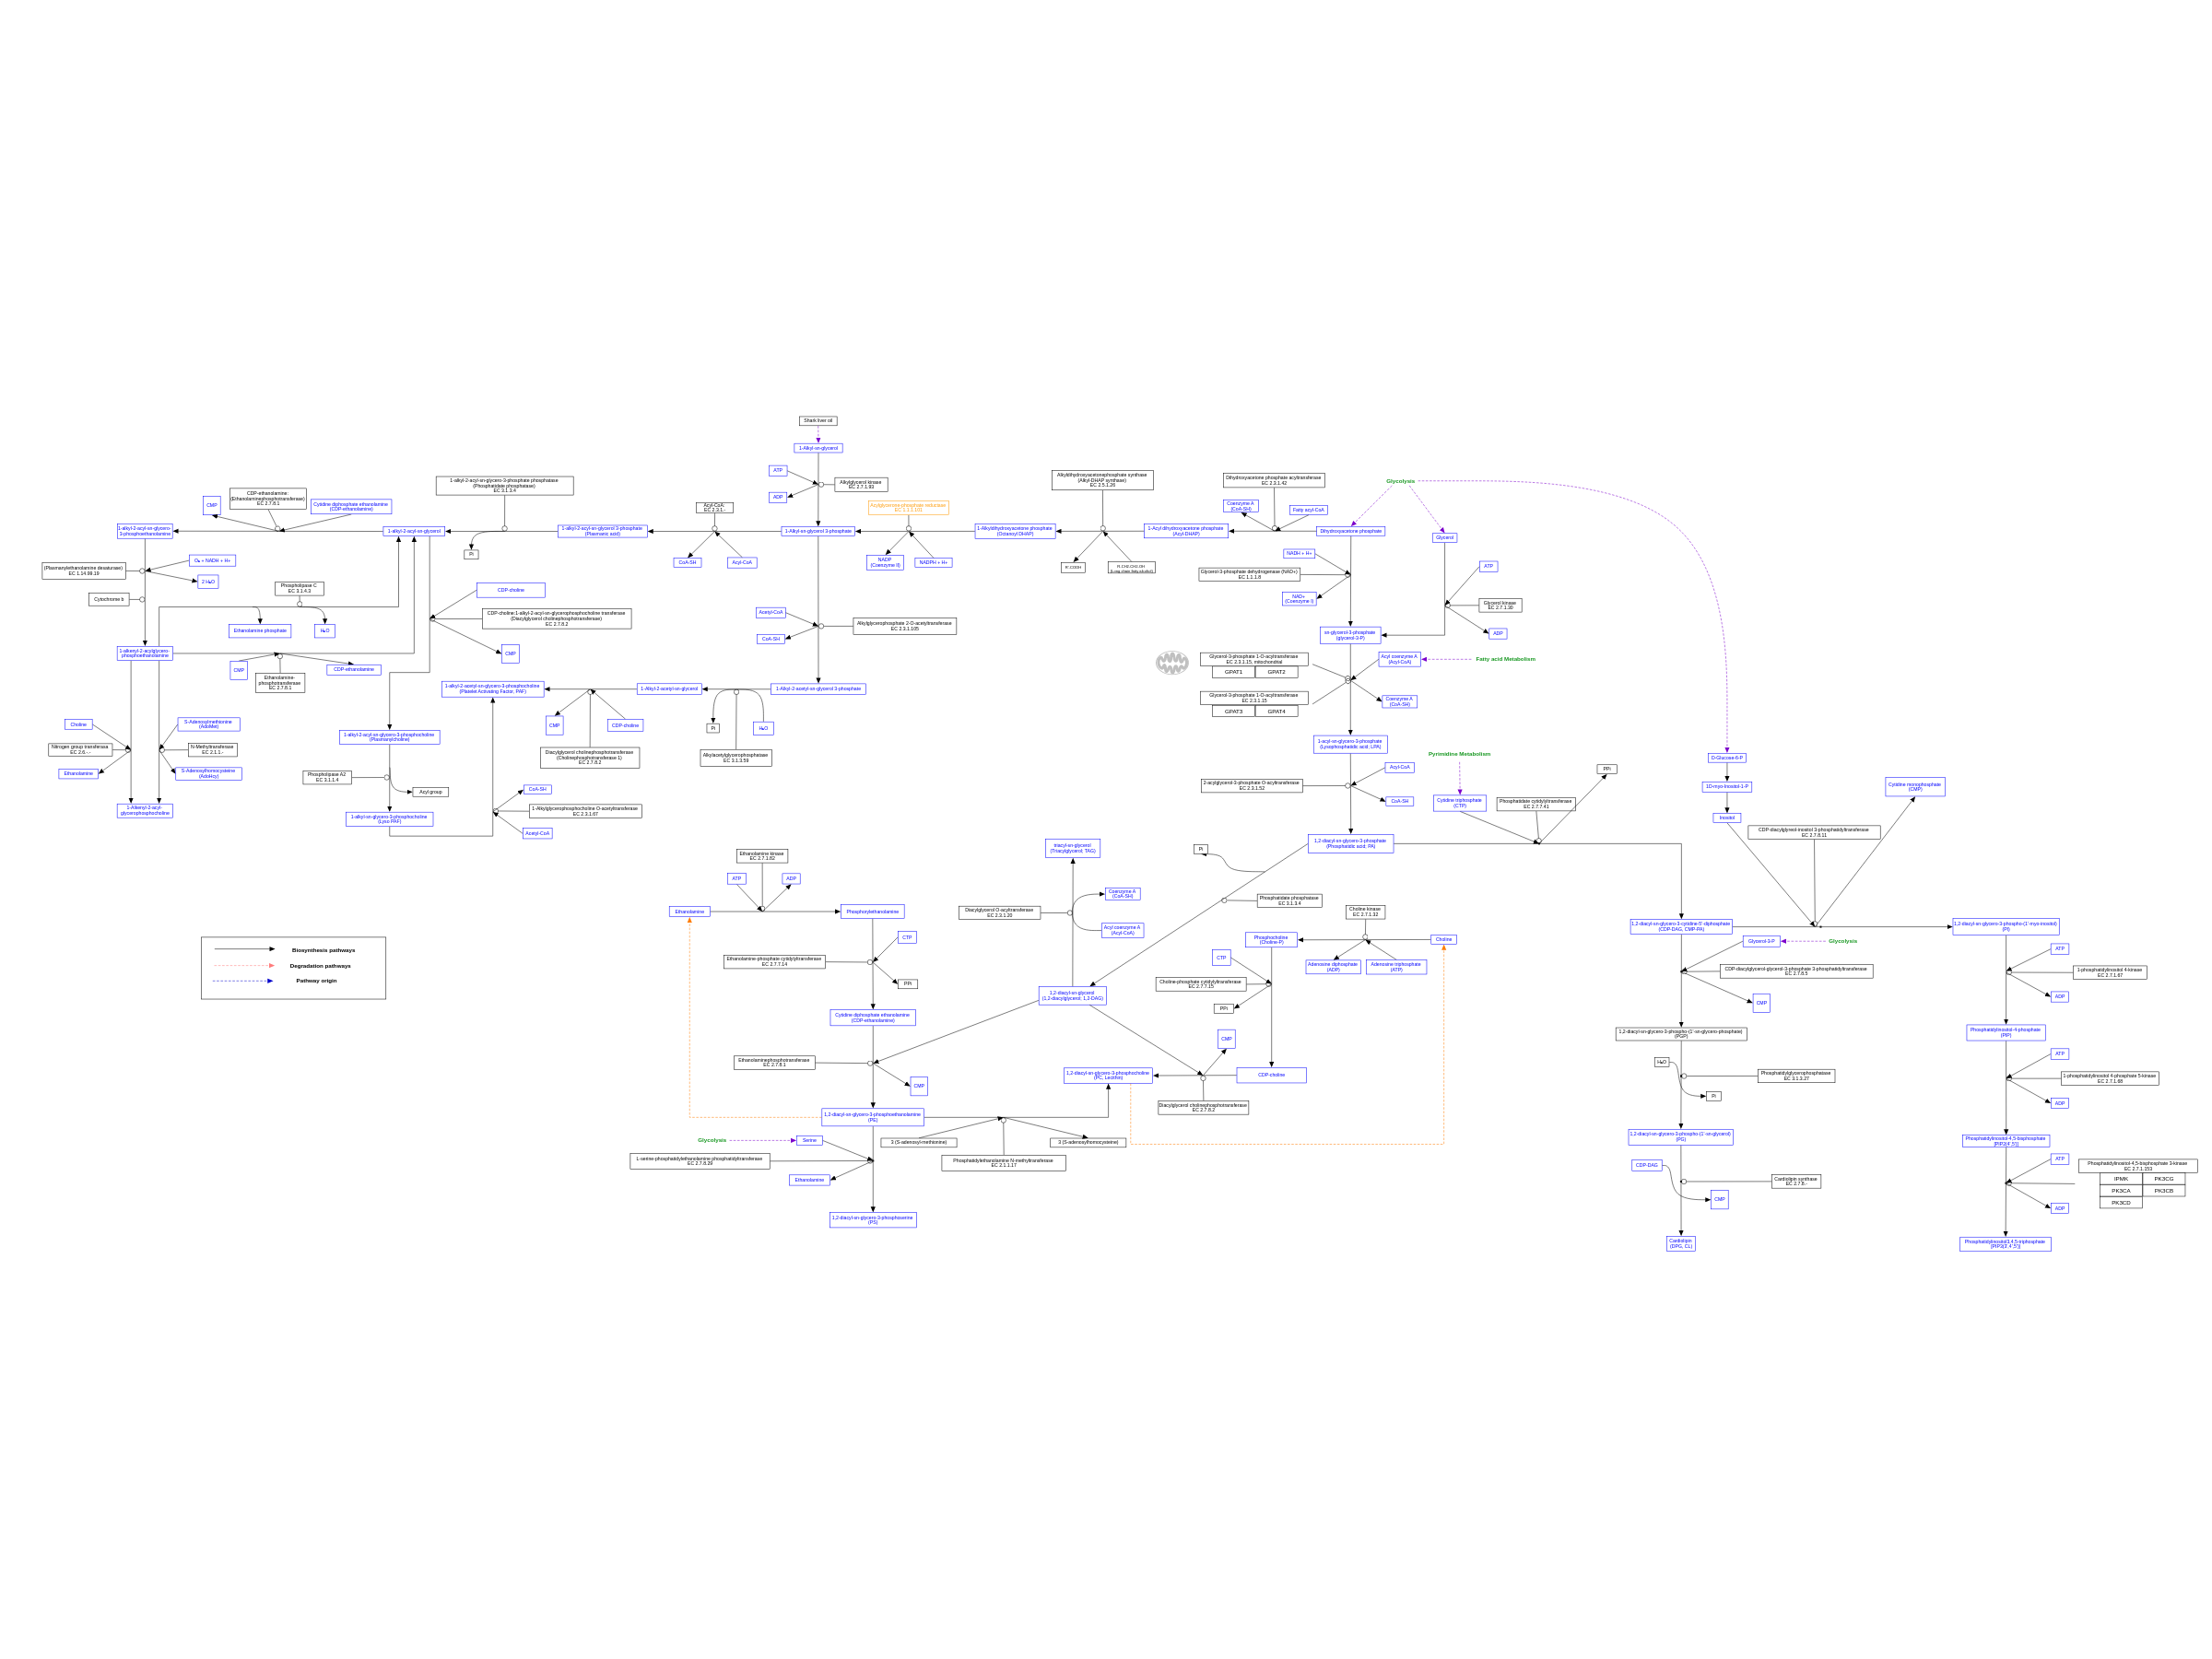 Shark liver oil
1-Alkyl-sn-glycerol
ATP
Alkylglycerol kinase
EC 2.7.1.93
ADP
1-alkyl-2-acyl-sn-glycero-3-phosphate phosphatase
(Phosphatidate phosphatase)
EC 3.1.3.4
Alkyldihydroxyacetonephosphate synthase
(Alkyl-DHAP synthase)
EC 2.5.1.26
Dihydroxyacetone phosphate acyltransferase
EC 2.3.1.42
Glycolysis
CMP
CDP-ethanolamine:
(Ethanolaminephosphotransferase)
EC 2.7.8.1
Cytidine diphosphate ethanolamine
(CDP-ethanolamine)
Acyl-CoA:
EC 2.3.1.-
EC 1.1.1.101
Coenzyme A
(CoA-SH)
Fatty acyl-CoA
1-alkyl-2-acyl-sn-glycero-
3-phosphoethanolamine
1-alkyl-2-acyl-sn-glycerol
1-alkyl-2-acyl-sn-glycerol 3-phosphate
(Plasmanic acid)
1-Alkyl-sn-glycerol 3-phosphate
1-Alkyldihydroxyacetone phosphate
(Octanoyl-DHAP)
1-Acyl dihydroxyacetone phosphate
(Acyl-DHAP)
Dihydroxyacetone phosphate
Glycerol
Pi
CoA-SH
Acyl-CoA
NADP
(Coenzyme II)
NADPH + H+
R'.COOH
R.CH2.CH2.OH
NADH + H+
O₂ + NADH + H+
(Plasmanylethanolamine desaturase)
EC 1.14.99.19
2 H₂O
Glycerol-3-phosphate dehydrogenase (NAD+)
EC 1.1.1.8
ATP
NAD+
(Coenzyme I)
Glycerol kinase
EC 2.7.1.30
ADP
Phospholipase C
EC 3.1.4.3
Cytochrome b
CDP-choline
CDP-choline:1-alkyl-2-acyl-sn-glycerophosphocholine transferase
(Diacylglycerol cholinephosphotransferase)
EC 2.7.8.2
Acetyl-CoA
Alkylglycerophosphate 2-O-acetyltransferase
EC 2.3.1.105
CoA-SH
Ethanolamine phosphate
H₂O
sn-glycerol-3-phosphate
(glycerol-3-P)
1-alkenyl-2-acylglycero-
phosphoethanolamine
CMP
CMP
Ethanolamine-
phosphotransferase
EC 2.7.8.1
CDP-ethanolamine
Glycerol-3-phosphate 1-O-acyltransferase
EC 2.3.1.15, mitochondrial
GPAT1
GPAT2
Acyl coenzyme A
(Acyl-CoA)
Fatty acid Metabolism
Glycerol-3-phosphate 1-O-acyltransferase
EC 2.3.1.15
GPAT3
GPAT4
Coenzyme A
(CoA-SH)
1-alkyl-2-acetyl-sn-glycero-3-phosphocholine
(Platelet Activating Factor, PAF)
1-Alkyl-2-acetyl-sn-glycerol
1-Alkyl-2-acetyl-sn-glycerol 3-phosphate
CMP
CDP-choline
Pi
H₂O
Diacylglycerol cholinephosphotransferase
(Cholinephosphotransferase 1)
EC 2.7.8.2
Alkylacetylglycerophosphatase
EC 3.1.3.59
Choline
S-Adenosylmethionine
(AdoMet)
Nitrogen group transferase
EC 2.6.-.-
N-Methyltransferase
EC 2.1.1.-
Ethanolamine
S-Adenosylhomocysteine
(AdoHcy)
1-alkyl-2-acyl-sn-glycero-3-phosphocholine
(Plasmanylcholine)
1-acyl-sn-glycero-3-phosphate
(Lysophosphatidic acid; LPA)
Pyrimidine Metabolism
D-Glucose-6-P
Phospholipase A2
EC 3.1.1.4
Acyl group
CoA-SH
1-Alkylglycerophosphocholine O-acetyltransferase
EC 2.3.1.67
Acetyl-CoA
2-acylglycerol-3-phosphate O-acyltransferase
EC 2.3.1.52
Acyl-CoA
CoA-SH
PPi
1D-myo-Inositol-1-P
Cytidine monophosphate
(CMP)
Cytidine triphosphate
(CTP)
Phosphatidate cytidylyltransferase
EC 2.7.7.41
Inositol
1-Alkenyl-2-acyl-
glycerophosphocholine
1-alkyl-sn-glycero-3-phosphocholine
(Lyso PAF)
CDP-diacylglycreol-inositol 3-phosphatidyltransferase
EC 2.7.8.11
1,2-diacyl-sn-glycero-3-phosphate
(Phosphatidic acid; PA)
triacyl-sn-glycerol
(Triacylglycerol; TAG)
Pi
Ethanolamine kinase
EC 2.7.1.82
ATP
ADP
Ethanolamine
Phosphorylethanolamine
Diacylglycerol O-acyltransferase
EC 2.3.1.20
Coenzyme A
(CoA-SH)
Acyl coenzyme A
(Acyl-CoA)
Phosphatidate phosphatase
EC 3.1.3.4
Choline kinase
EC 2.7.1.32
Phosphocholine
(Choline-P)
Choline
Adenosine diphosphate
(ADP)
Adenosine triphosphate
(ATP)
1,2-diacyl-sn-glycero-3-cytidine-5'-diphosphate
(CDP-DAG, CMP-PA)
1,2-diacyl-sn glycero-3-phospho-(1'-myo-inositol)
(PI)
Glycerol-3-P
Glycolysis
CDP-diacylglycerol-glycerol-3-phosphate 3-phosphatidyltransferase
EC 2.7.8.5
CMP
ATP
1-phosphatidylinositol 4-kinase
EC 2.7.1.67
ADP
Biosynthesis pathways
Degradation pathways
Pathway origin
CTP
Ethanolamine-phosphate cytidylyltransferase
EC 2.7.7.14
PPi
CTP
Choline-phosphate cytidylyltransferase
EC 2.7.7.15
PPi
1,2-diacyl-sn-glycerol
(1,2-diacylglycerol; 1,2-DAG)
Cytidine diphosphate ethanolamine
(CDP-ethanolamine)
1,2-diacyl-sn-glycero-3-phospho-(1'-sn-glycero-phosphate)
(PGP)
Phosphatidylinositol-4-phosphate
(PIP)
CMP
Ethanolaminephosphotransferase
EC 2.7.8.1
CMP
1,2-diacyl-sn-glycero-3-phosphocholine
(PC, Lecithin)
CDP-choline
Diacylglycerol cholinephosphotransferase
EC 2.7.8.2
H₂O
Phosphatidylglycerophosphatase
EC 3.1.3.27
Pi
ATP
1-phosphatidylinositol 4-phosphate 5-kinase
EC 2.7.1.68
ADP
1,2-diacyl-sn-glycero-3-phosphoethanolamine
(PE)
3 (S-adenosyl-methionine)
3 (S-adenosylhomocysteine)
Phosphatidylethanolamine N-methyltransferase
EC 2.1.1.17
Glycolysis
Serine
L-serine-phosphatidylethanolamine phosphatidyltransferase
EC 2.7.8.29
Ethanolamine
1,2-diacyl-sn-glycero-3-phosphoserine
(PS)
1,2-diacyl-sn-glycero-3-phospho-(1'-sn-glycerol)
(PG)
CDP-DAG
CMP
Cardiolipin synthase
EC 2.7.8.-
Cardiolipin
(DPG, CL)
Phosphatidylinositol-4,5-bisphosphate
[PIP2(4',5')]
ATP
Phosphatidylinositol-4,5-bisphosphate 3-kinase
EC 2.7.1.153
IPMK
PK3CG
PK3CA
PK3CB
PK3CD
ADP
Phosphatidylinositol3,4,5-triphosphate
[PIP3(3',4',5')]